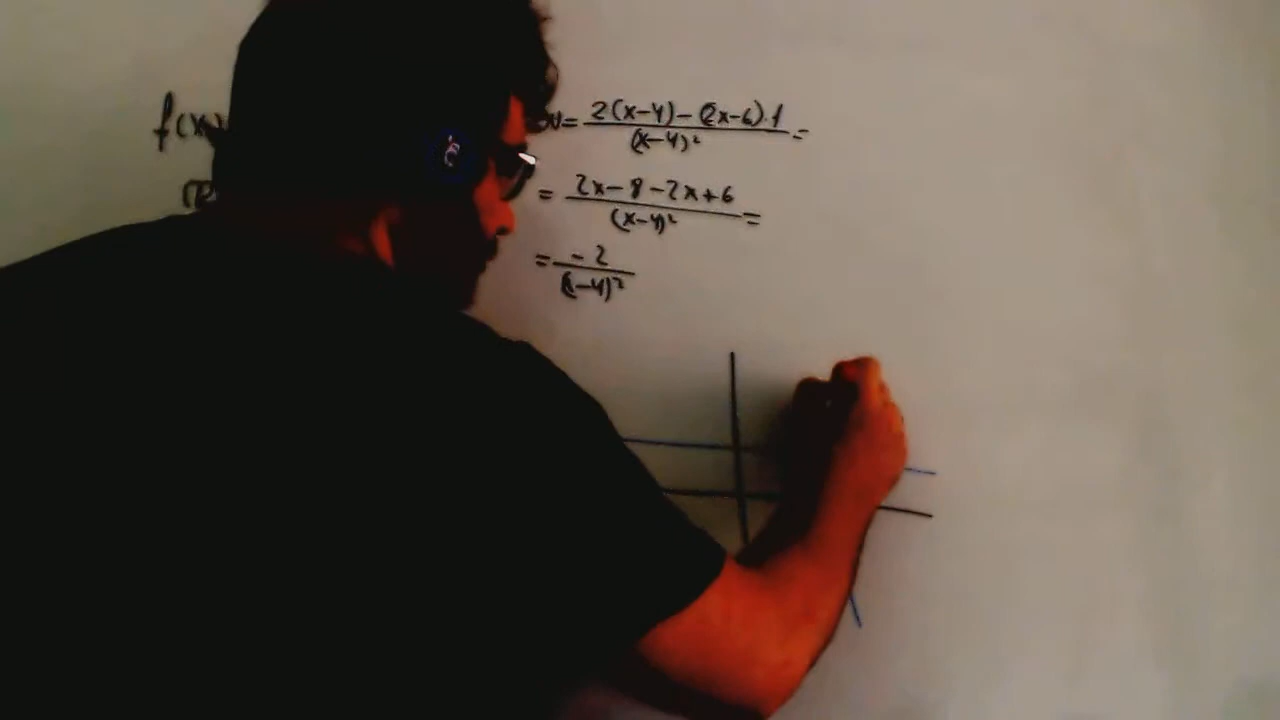 f(x)
= 2(x-4)-(2x-6)·1 / (x-4)² =
= 2x-8-2x+6 / (x-4)² =
= -2 / (x-4)²